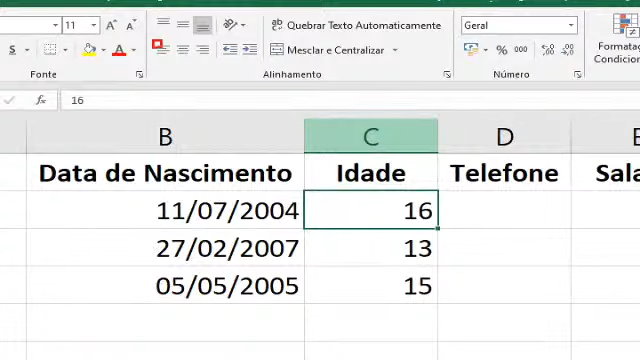 11 A A Quebrar Texto Automaticamente Geral
S A Mesclar e Centralizar % 000 Condicion
Fonte Alinhamento Número
fx 16
B C D E
Data de Nascimento Idade Telefone Sala
11/07/2004 16
27/02/2007 13
05/05/2005 15